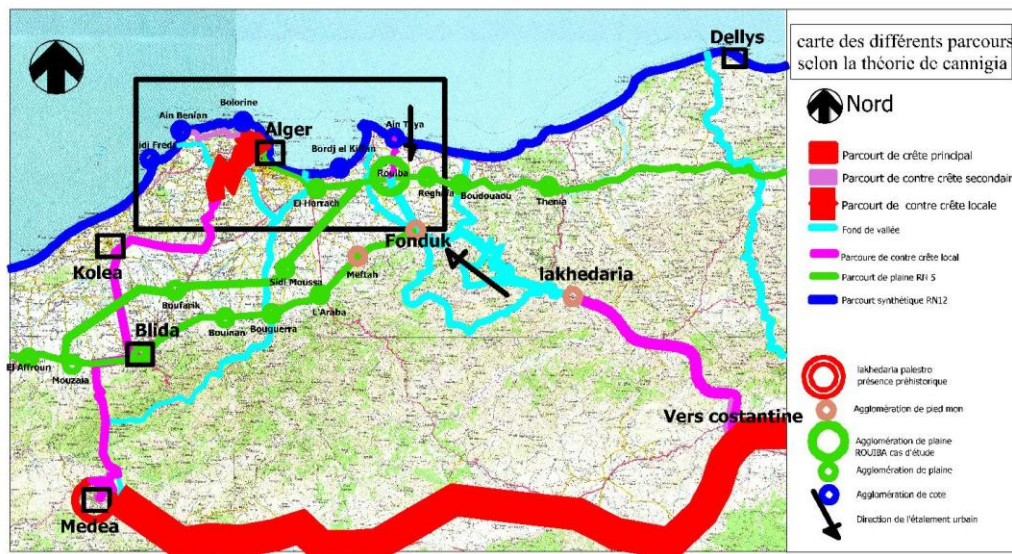 Dellys
Bolorine
Ain Benian
Alger
Ain Taya
Bordj el Kiffan
Rouiba
Reghaia
Boudouaou
Thenia
El Harrach
Kolea
Fonduk
Meftah
lakhedaria
Sidi Moussa
Boufarik
L'Araba
Blida
Bouinan
Bouguerra
El Affroun
Mouzaia
Vers costantine
Medea
carte des différents parcours
selon la théorie de cannigia
Nord
Parcourt de crête principal
Parcourt de contre crête secondair
Parcourt de contre crête locale
Fond de vallée
Parcoure de contre crête local
Parcourt de plaine RN 5
Parcourt synthétique RN12
lakhedaria palestro
présence préhistorique
Agglomération de pied mon
Agglomération de plaine
ROUIBA cas d'étude
Agglomération de plaine
Agglomération de cote
Direction de l'étalement urbain